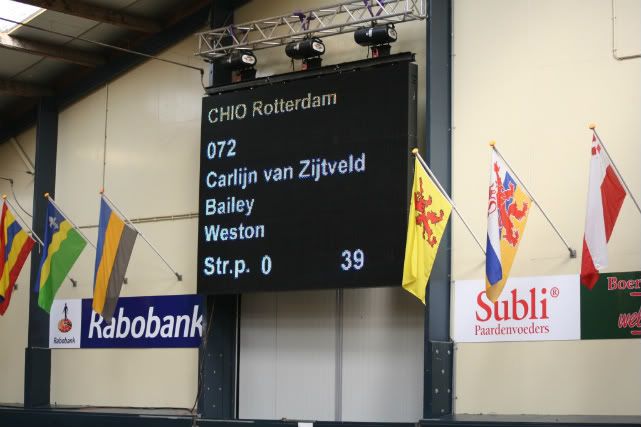 CHIO Rotterdam
072
Carlijn van Zijtveld
Bailey
Weston
Str.p. 0 39
Rabobank
Rabobank
Subli®
Paardenvoeders